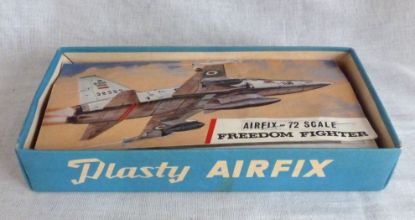 AIRFIX-72 SCALE
FREEDOM FIGHTER
Plasty AIRFIX